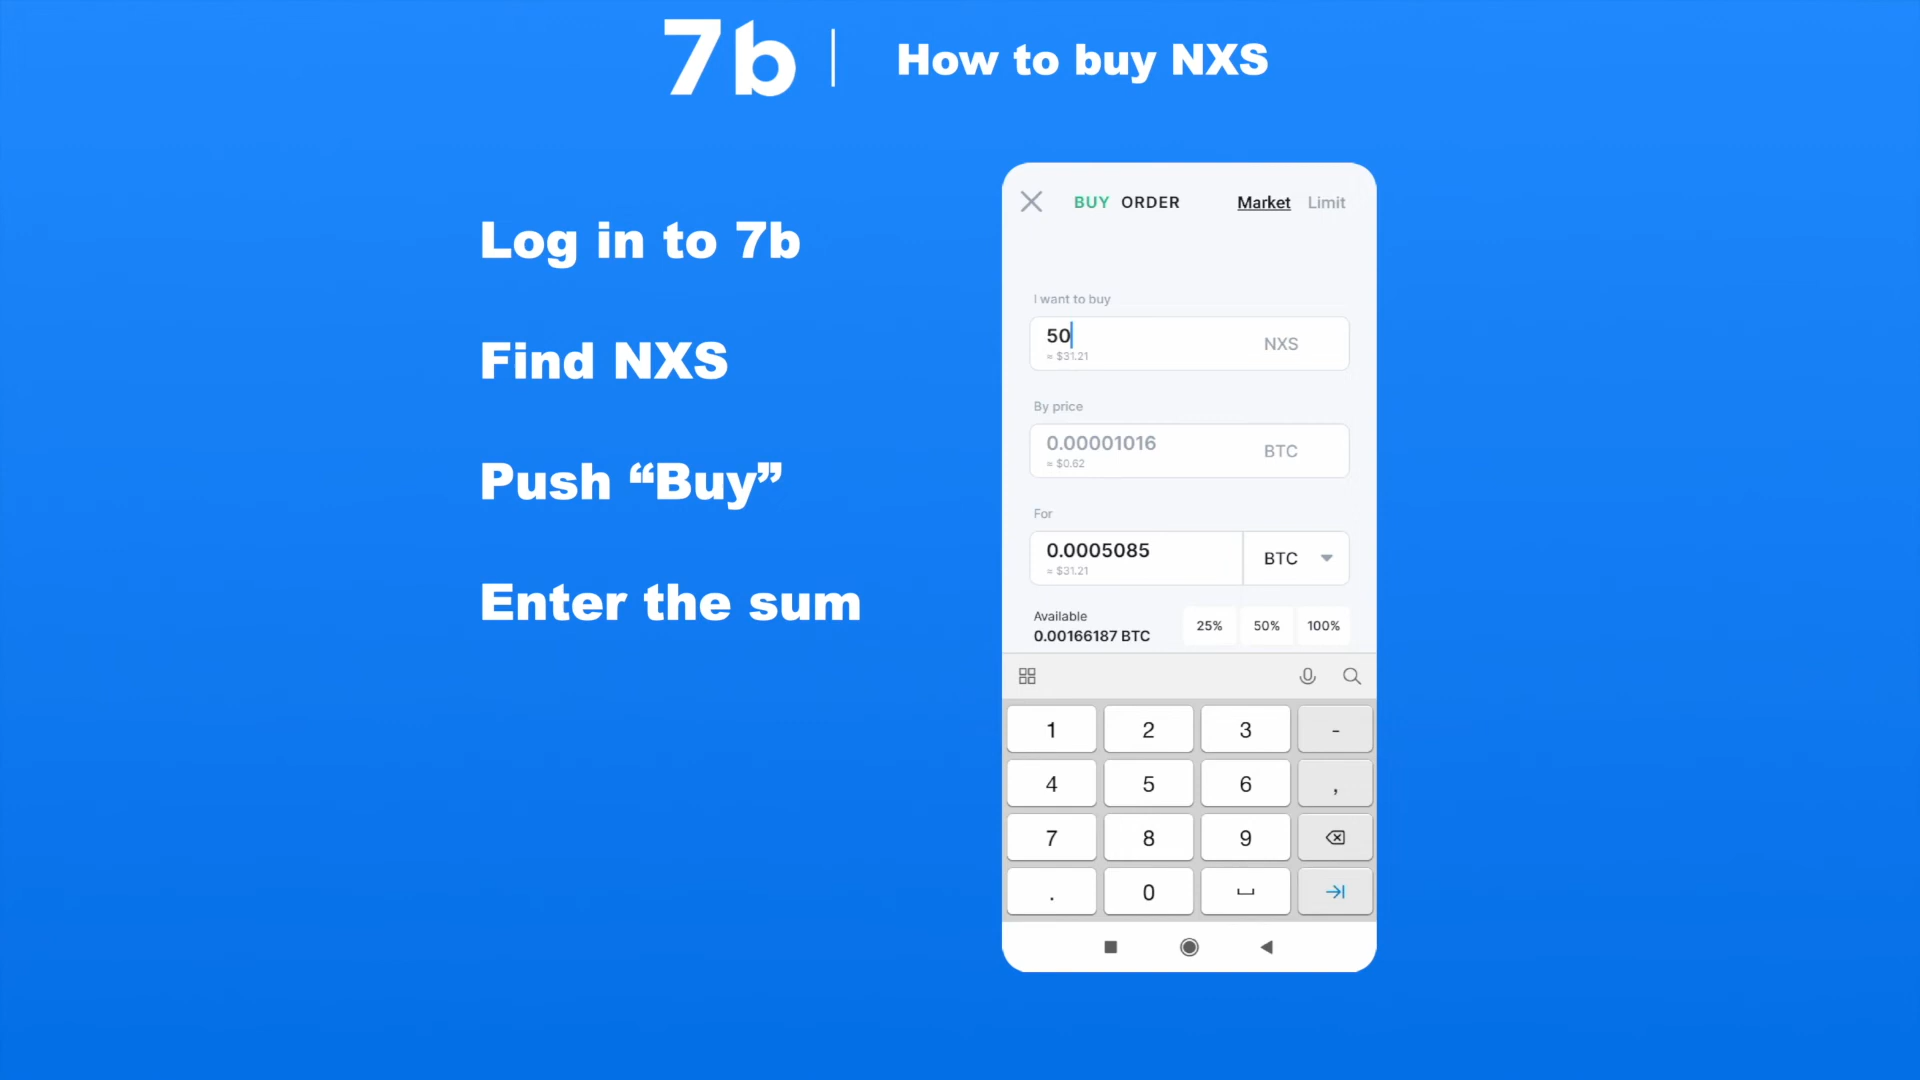 7b | How to buy NXS
Log in to 7b
Find NXS
Push “Buy”
Enter the sum
BUY ORDER Market Limit
I want to buy
50 NXS
≈ $31.21
By price
0.00001016 BTC
≈ $0.62
For
0.0005085 BTC
≈ $31.21
Available
0.00166187 BTC
25% 50% 100%
1 2 3 -
4 5 6 ,
7 8 9
. 0